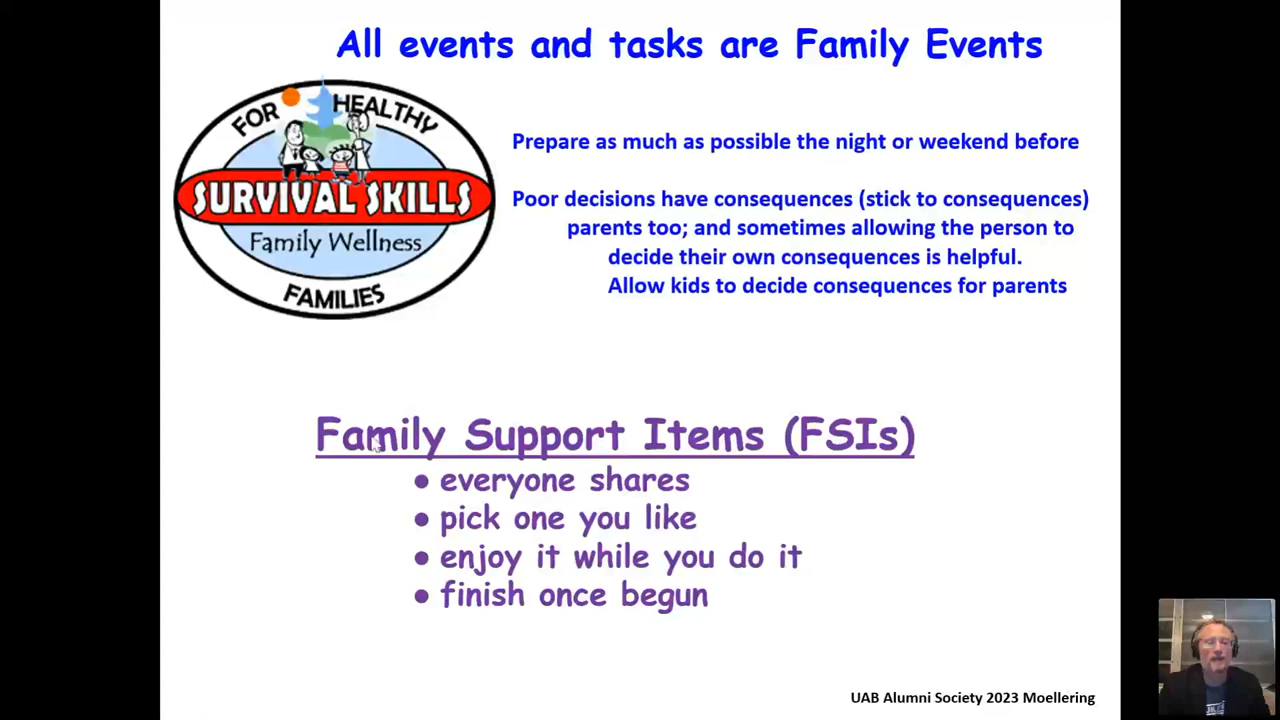 All events and tasks are Family Events
FOR HEALTHY
SURVIVAL SKILLS
Family Wellness
FAMILIES
Prepare as much as possible the night or weekend before
Poor decisions have consequences (stick to consequences)
parents too; and sometimes allowing the person to
decide their own consequences is helpful.
Allow kids to decide consequences for parents
Family Support Items (FSIs)
• everyone shares
• pick one you like
• enjoy it while you do it
• finish once begun
UAB Alumni Society 2023 Moellering